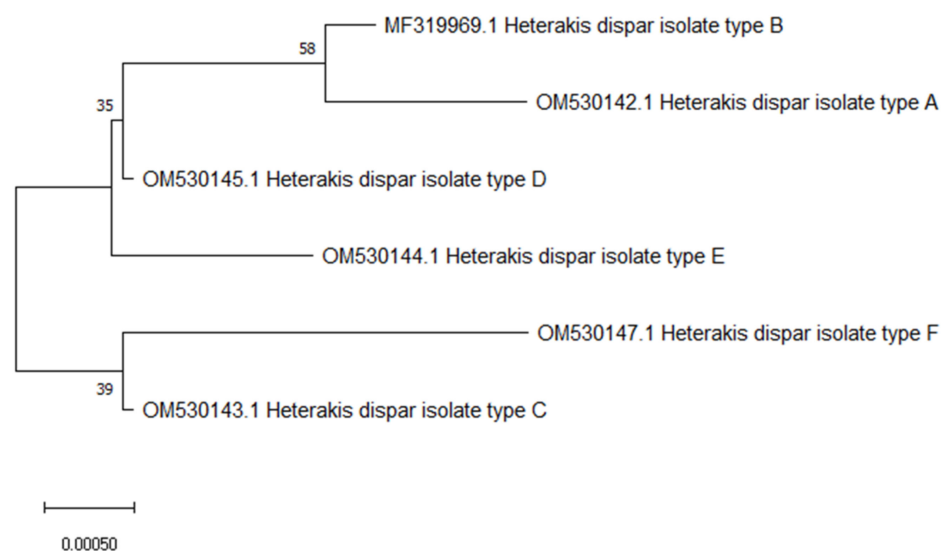 MF319969.1 Heterakis dispar isolate type B
58
OM530142.1 Heterakis dispar isolate type A
35
OM530145.1 Heterakis dispar isolate type D
OM530144.1 Heterakis dispar isolate type E
OM530147.1 Heterakis dispar isolate type F
39
OM530143.1 Heterakis dispar isolate type C
0.00050